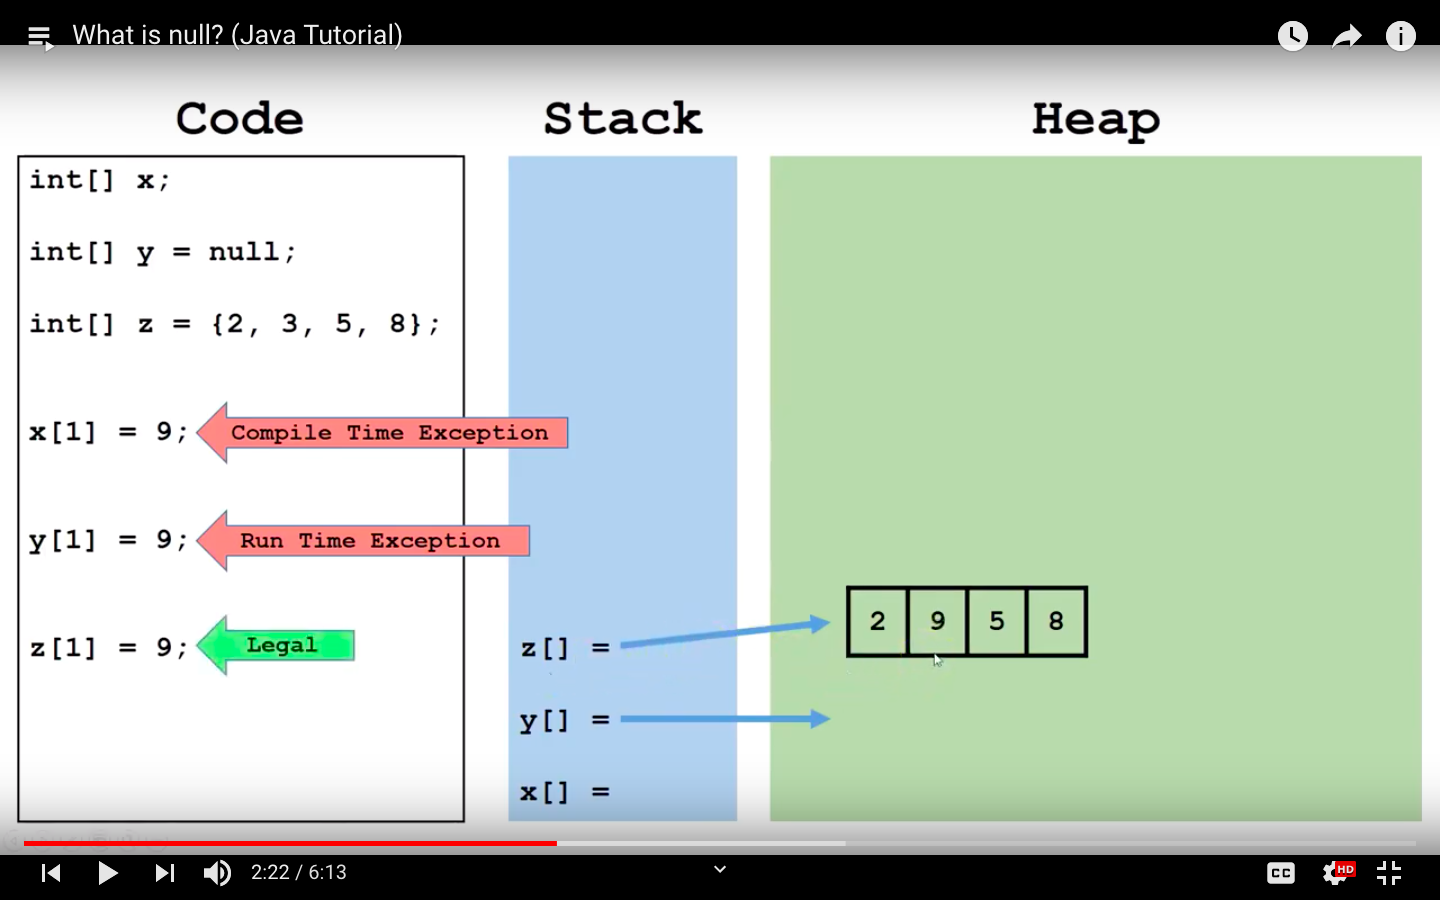 What is null? (Java Tutorial)
Code
Stack
Heap
int[] x;
int[] y = null;
int[] z = {2, 3, 5, 8};
x[1] = 9;
Compile Time Exception
y[1] = 9;
Run Time Exception
z[1] = 9;
Legal
z[] =
2 9 5 8
y[] =
x[] =
2:22 / 6:13
CC
HD